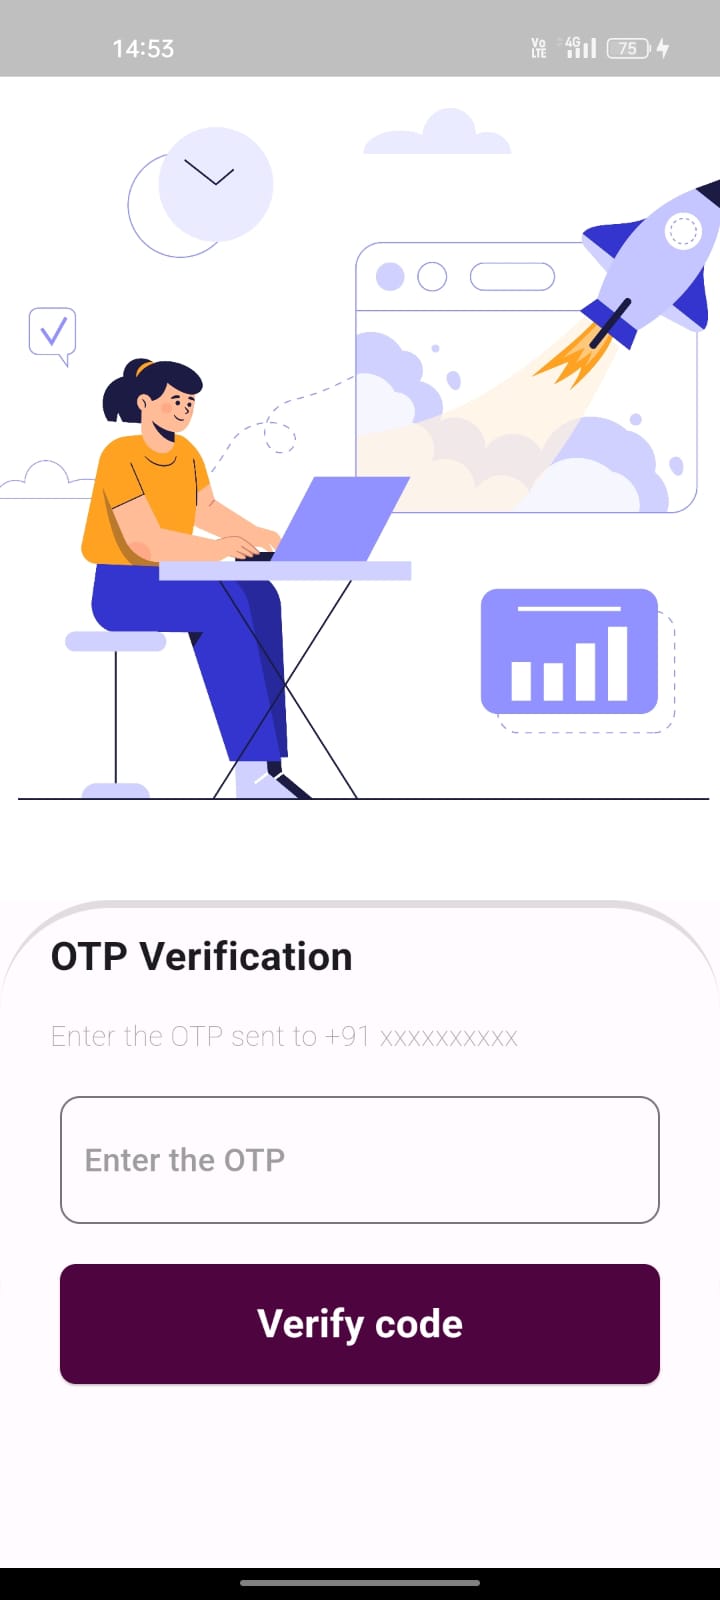 14:53
Vo LTE 4G 75
OTP Verification
Enter the OTP sent to +91 xxxxxxxxxx
Enter the OTP
Verify code